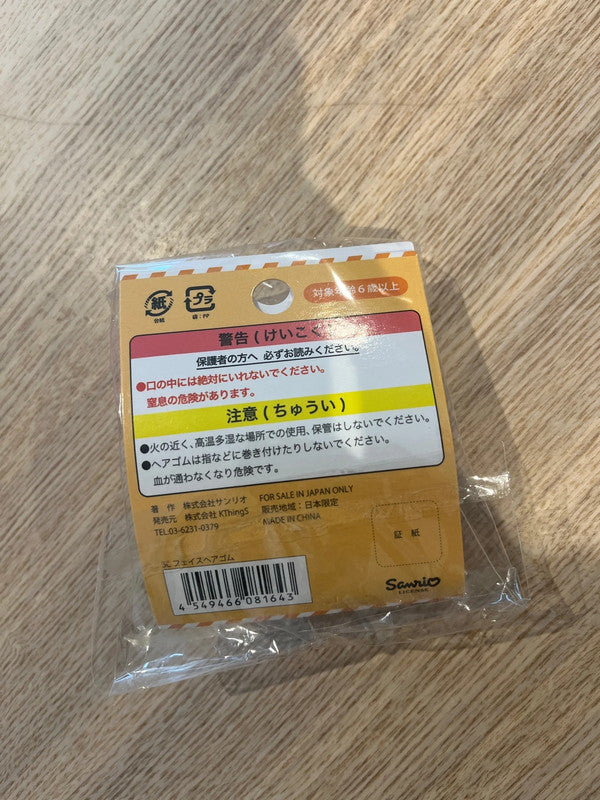 紙
台紙
プラ
袋：PP
対象年齢6歳以上
警告(けいこく
保護者の方へ 必ずお読みください。
●口の中には絶対にいれないでください。
窒息の危険があります。
注意(ちゅうい)
●火の近く、高温多湿な場所での使用、保管はしないでください。
●ヘアゴムは指などに巻き付けたりしないでください。
血が通わなくなり危険です。
著 作 株式会社サンリオ
発売元 株式会社 KThingS
TEL:03-6231-0379
FOR SALE IN JAPAN ONLY
販売地域：日本限定
MADE IN CHINA
証 紙
フェイスヘアゴム
4 549466 081643
Sanrio
LICENSE